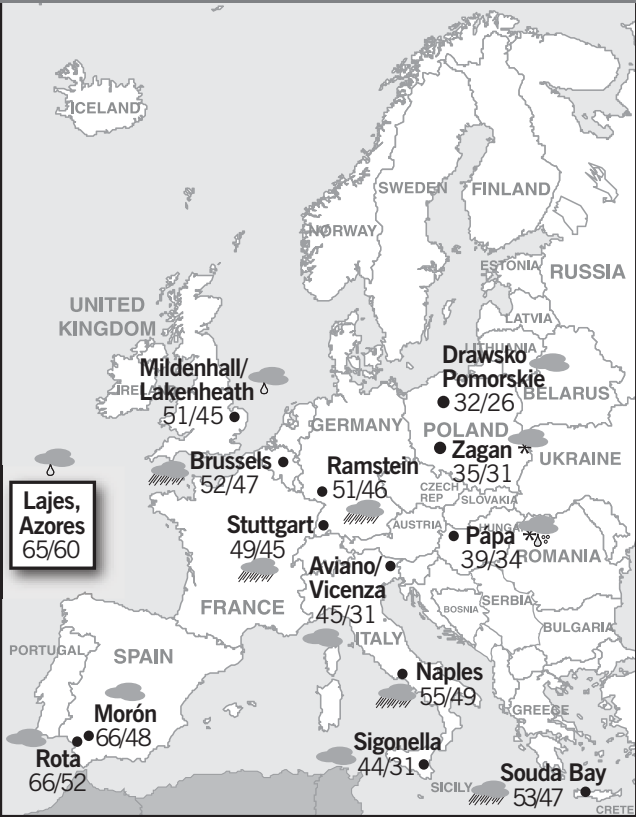 ICELAND
SWEDEN
FINLAND
NORWAY
ESTONIA
RUSSIA
LATVIA
LITHUANIA
UNITED
KINGDOM
Mildenhall/
Lakenheath
51/45
Drawsko
Pomorskie
32/26
BELARUS
GERMANY
POLAND
Zagan
35/31
UKRAINE
Brussels
52/47
Ramstein
51/46
CZECH
REP
SLOVAKIA
Lajes,
Azores
65/60
Stuttgart
49/45
AUSTRIA
Pápa
39/34
ROMANIA
Aviano/
Vicenza
45/31
FRANCE
BOSNIA
SERBIA
BULGARIA
ITALY
PORTUGAL
SPAIN
Naples
55/49
Morón
66/48
GREECE
Rota
66/52
Sigonella
44/31
SICILY
Souda Bay
53/47
CRETE